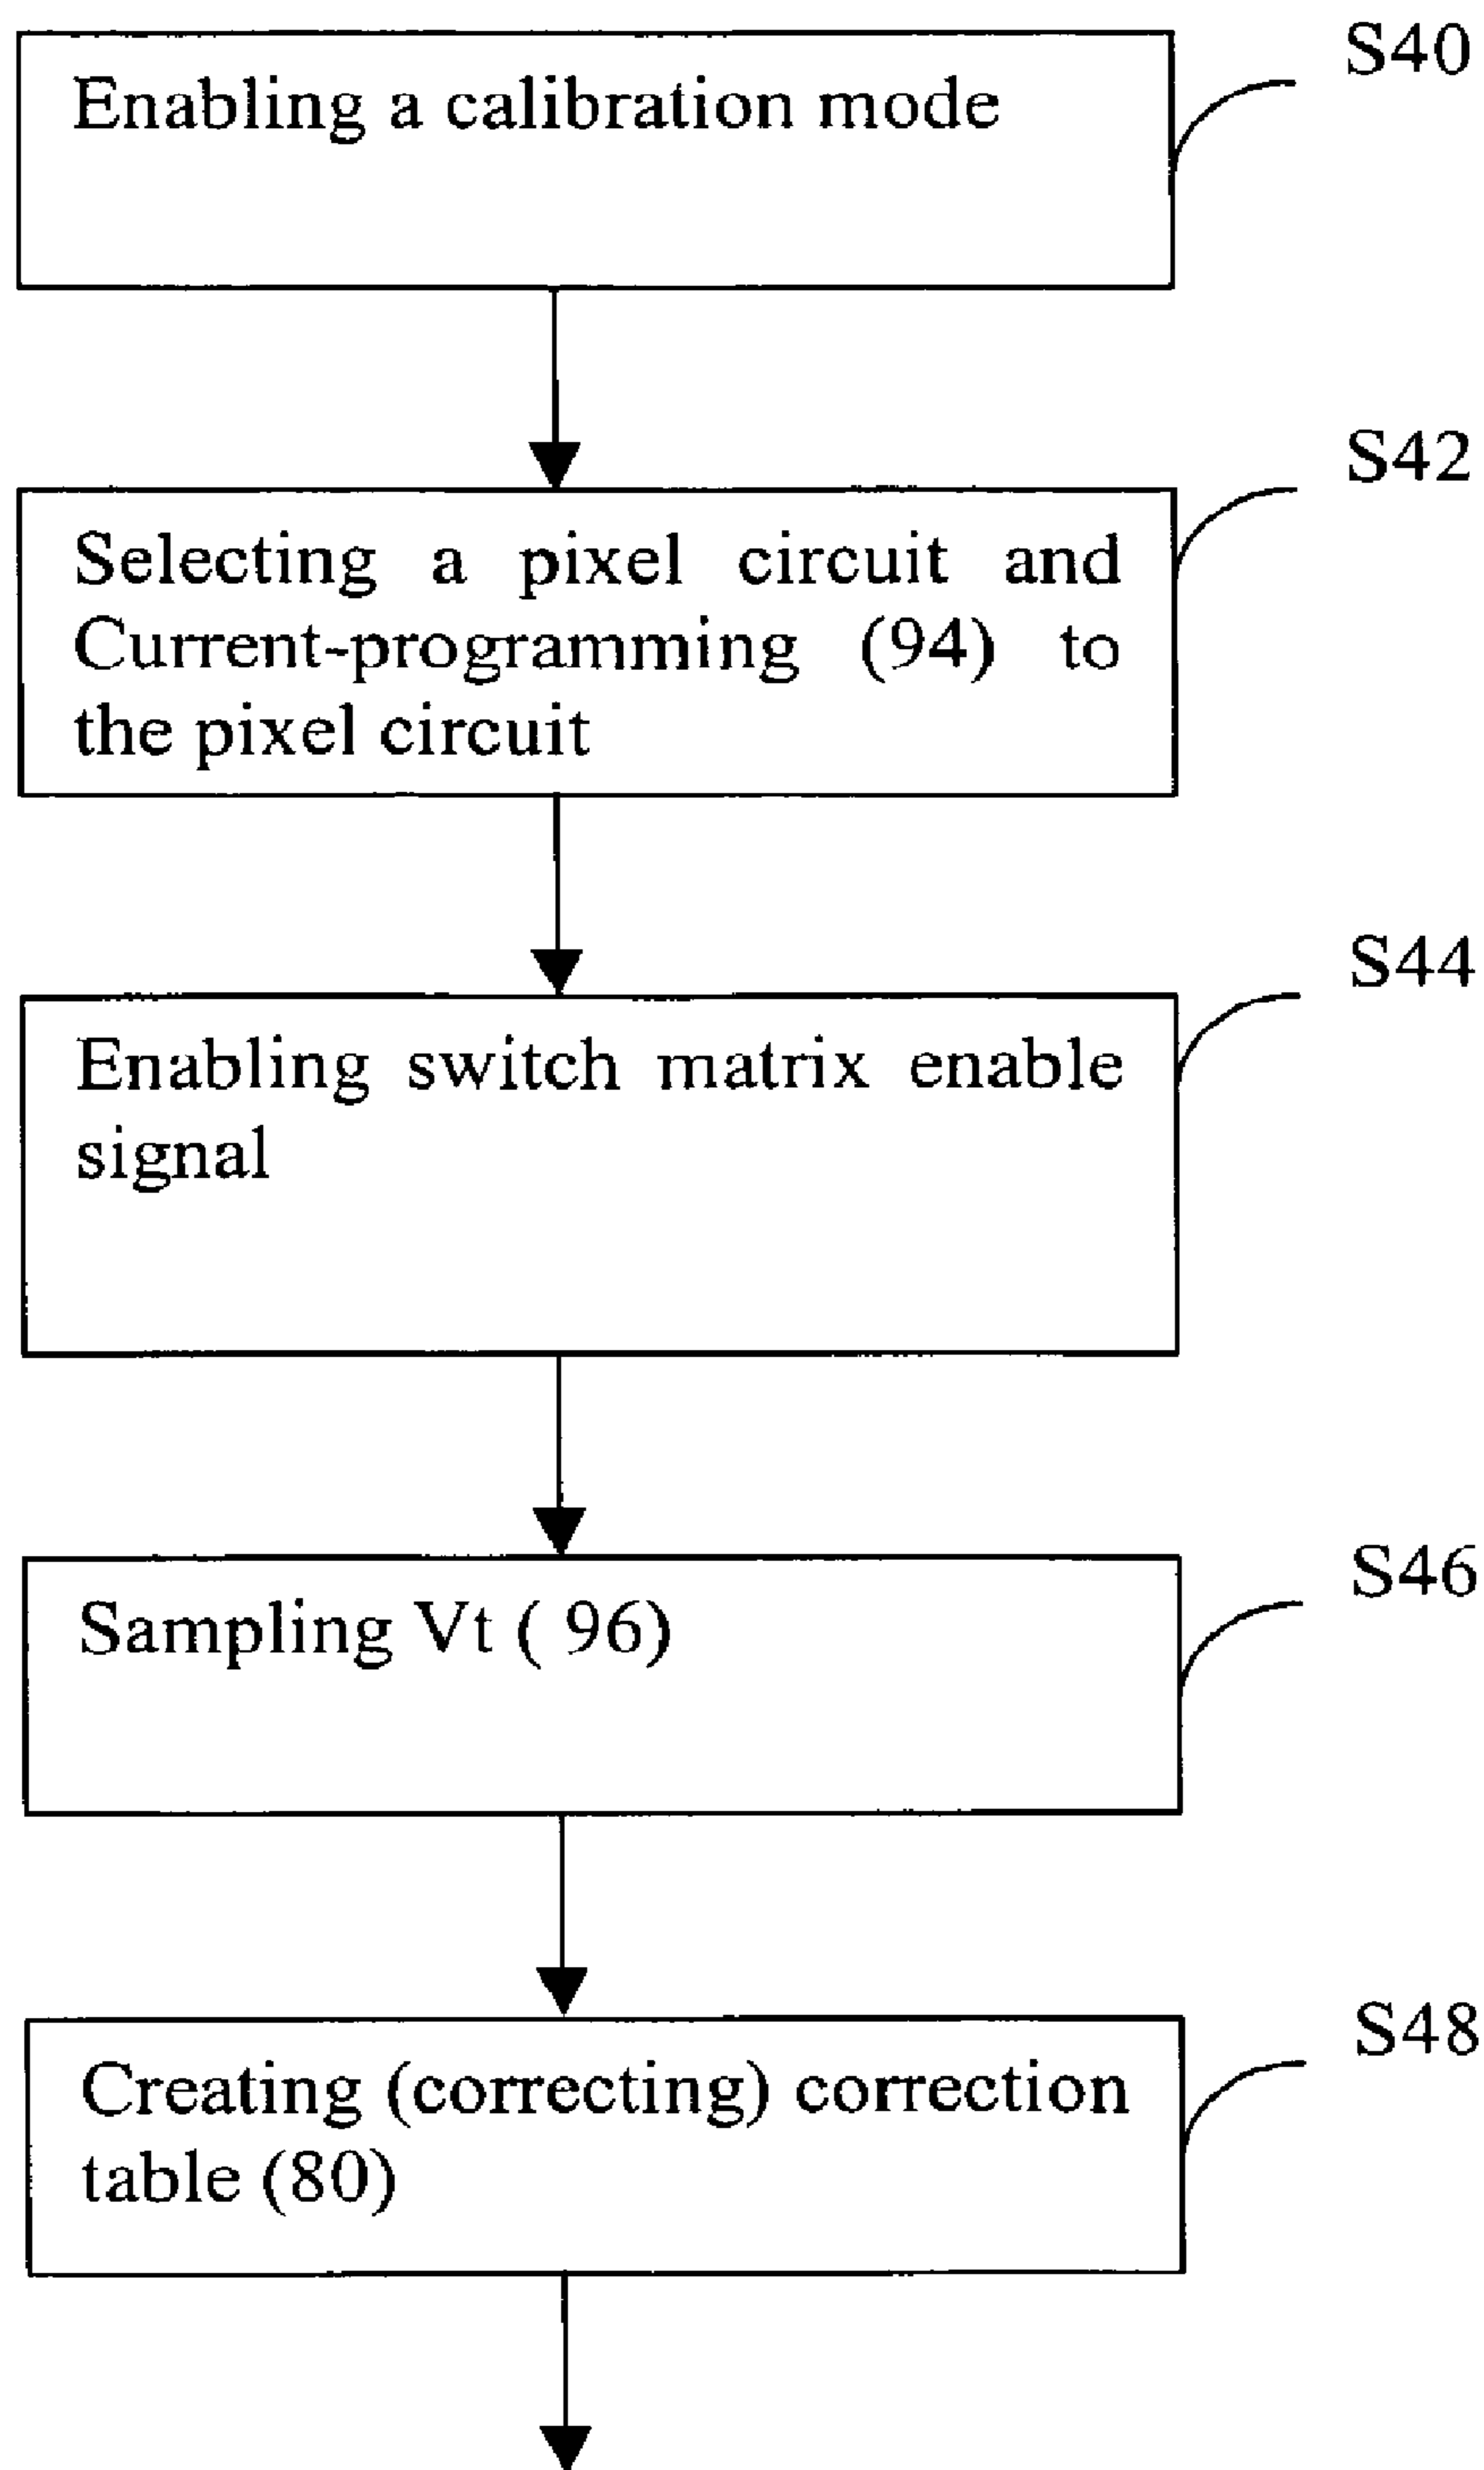 S40
Enabling a calibration mode
S42
Selecting a pixel circuit and
Current-programming (94) to
the pixel circuit
S44
Enabling switch matrix enable
signal
S46
Sampling Vt ( 96)
S48
Creating (correcting) correction
table (80)